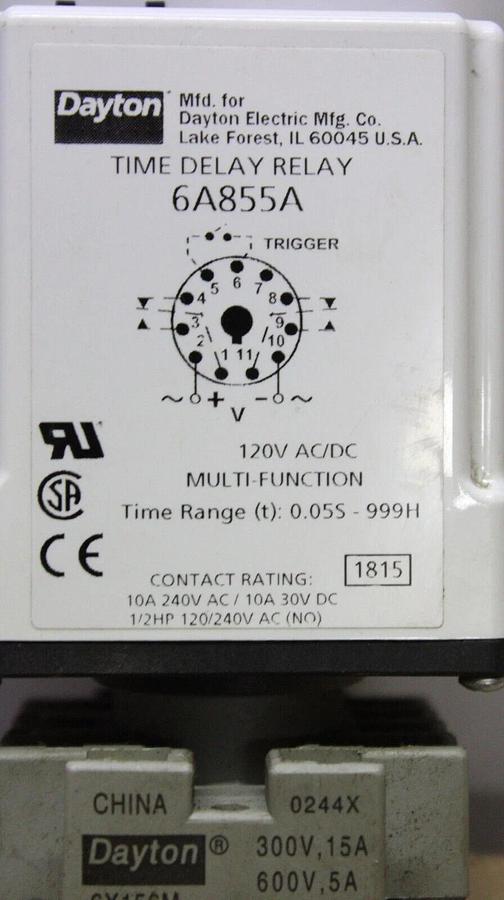 Dayton
Mfd. for
Dayton Electric Mfg. Co.
Lake Forest, IL 60045 U.S.A.
TIME DELAY RELAY
6A855A
TRIGGER
6
5 7
4 8
3 9
2 10
1 11
~ + - ~
V
120V AC/DC
MULTI-FUNCTION
Time Range (t): 0.05S - 999H
1815
CONTACT RATING:
10A 240V AC / 10A 30V DC
1/2HP 120/240V AC (NO)
CHINA 0244X
Dayton® 300V,15A
600V,5A